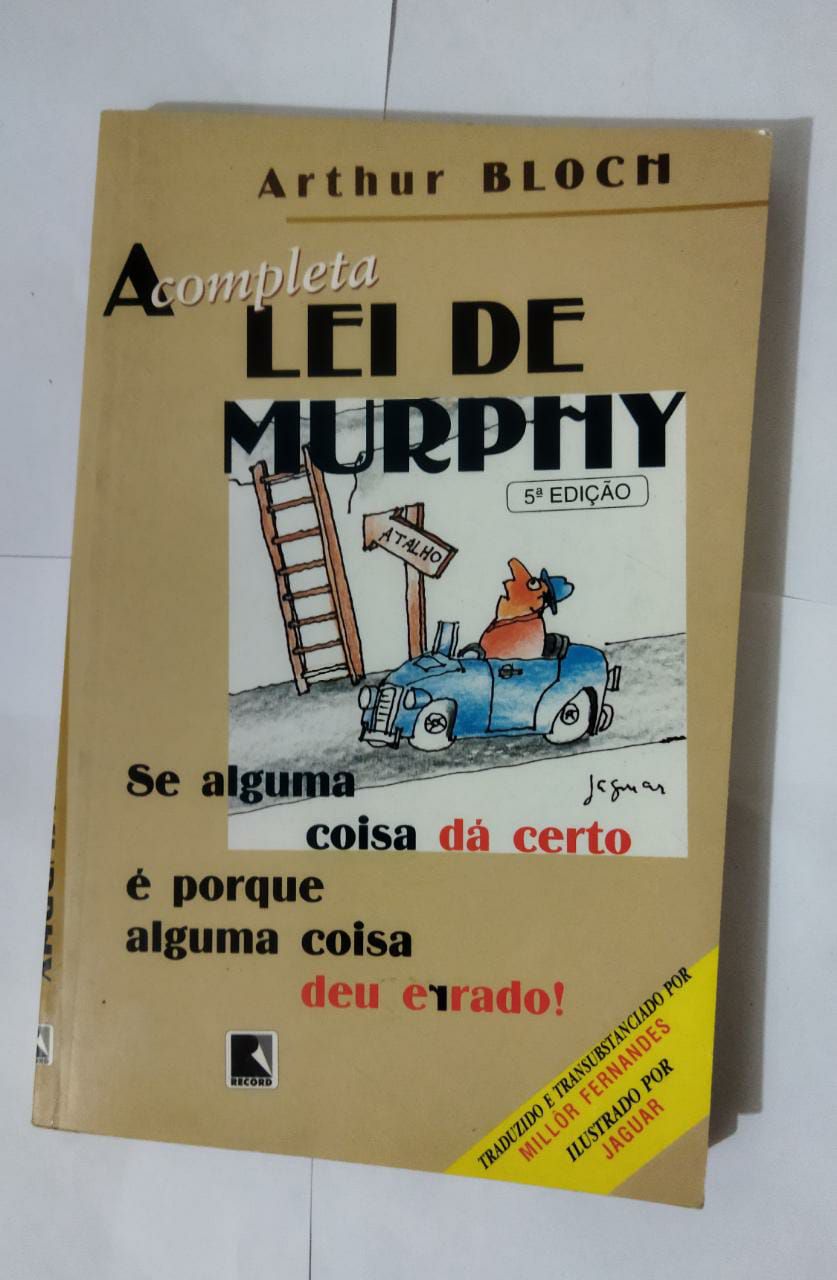 Arthur BLOCH
A completa
LEI DE
MURPHY
5ª EDIÇÃO
ATALHO
Jaguar
Se alguma
coisa dá certo
é porque
alguma coisa
deu errado!
RECORD
TRADUZIDO E TRANSUBSTANCIADO POR
MILLÔR FERNANDES
ILUSTRADO POR
JAGUAR